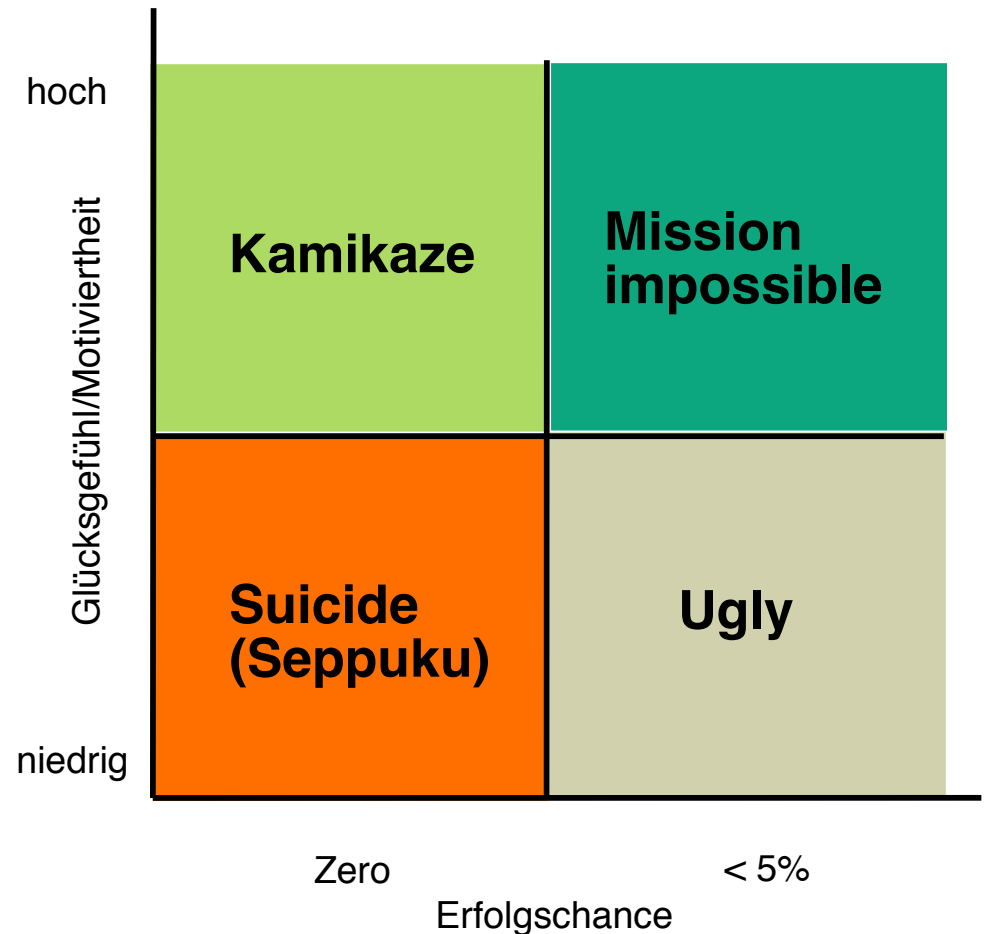 hoch
Glücksgefühl/Motiviertheit
niedrig
Kamikaze
Mission
impossible
Suicide
(Seppuku)
Ugly
Zero
< 5%
Erfolgschance